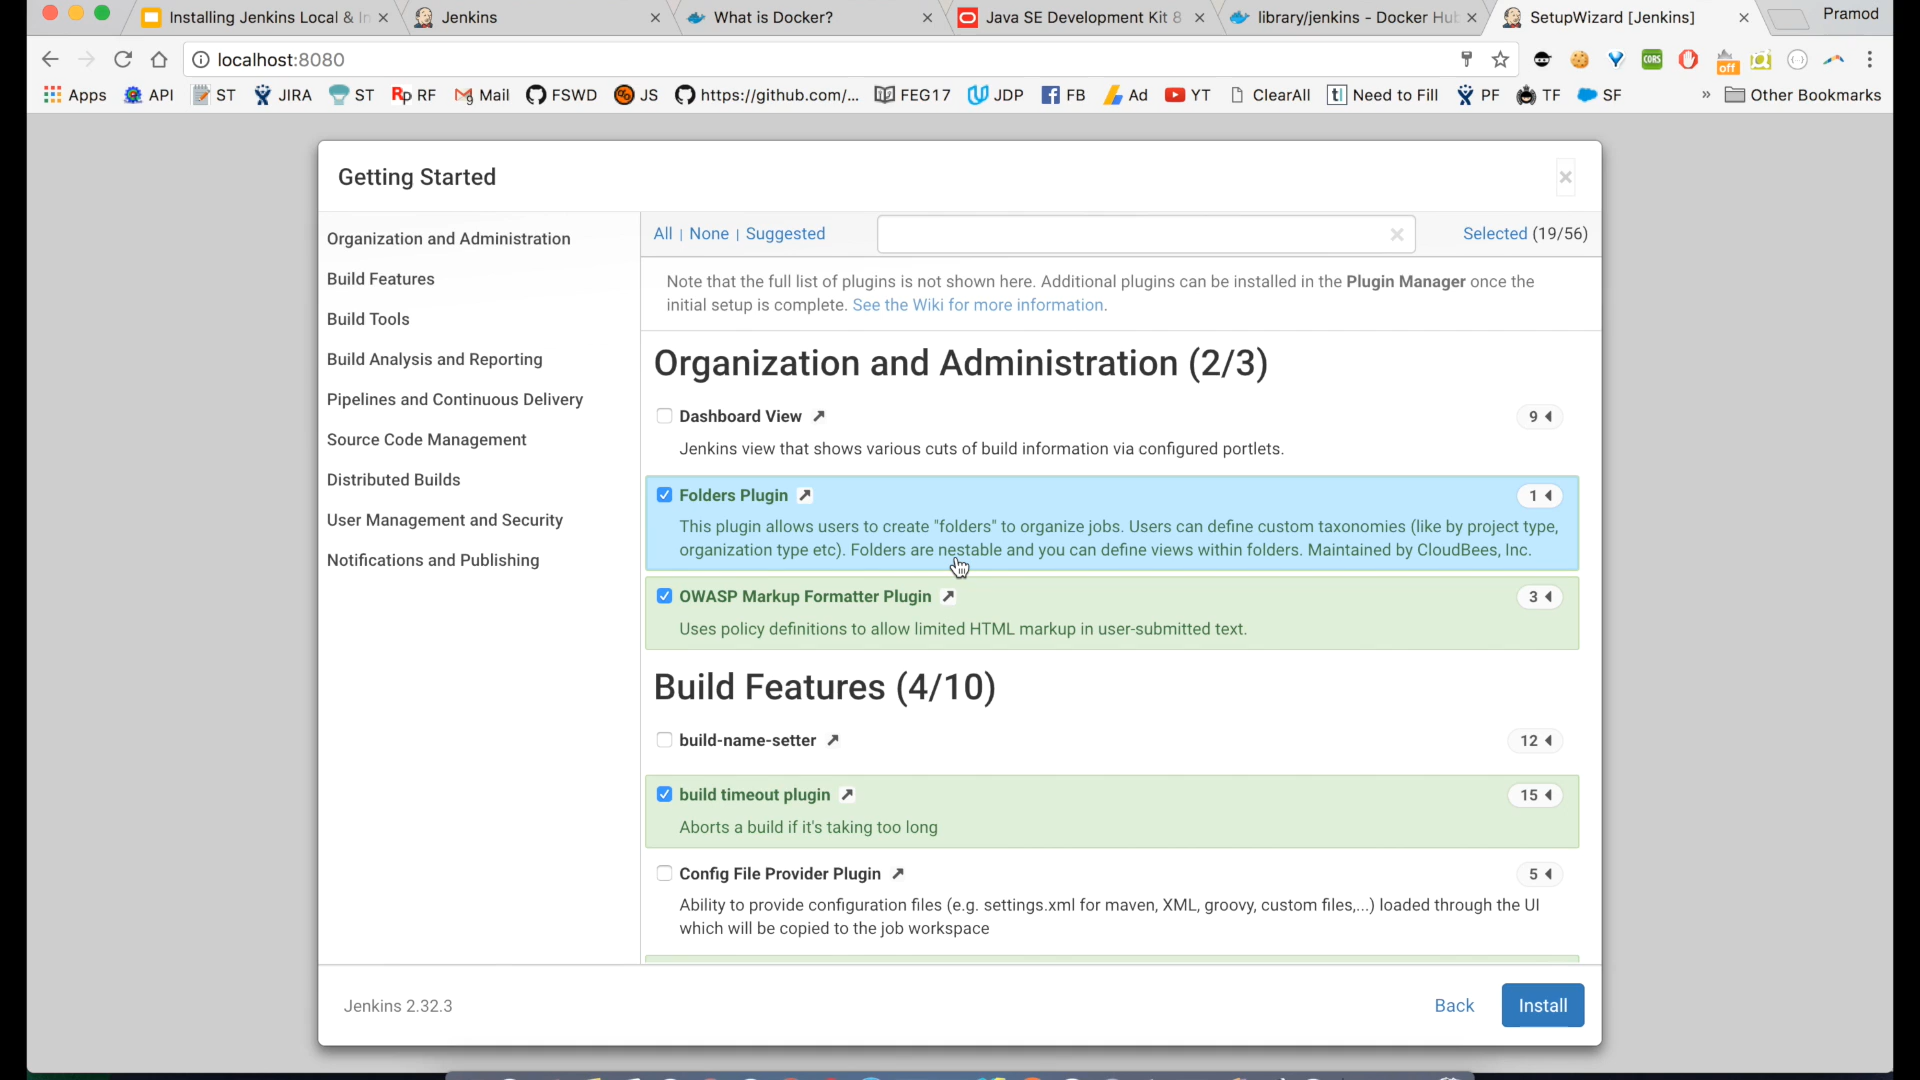 Installing Jenkins Local & In
Jenkins
What is Docker?
Java SE Development Kit 8
library/jenkins - Docker Hub
SetupWizard [Jenkins]
Pramod
localhost:8080
CORS
off
Apps
API
ST
JIRA
ST
Rp RF
Mail
FSWD
JS
https://github.com/...
FEG17
JDP
FB
Ad
YT
ClearAll
Need to Fill
PF
TF
SF
»
Other Bookmarks
Getting Started
Organization and Administration
Build Features
Build Tools
Build Analysis and Reporting
Pipelines and Continuous Delivery
Source Code Management
Distributed Builds
User Management and Security
Notifications and Publishing
All | None | Suggested
Selected (19/56)
Note that the full list of plugins is not shown here. Additional plugins can be installed in the Plugin Manager once the
initial setup is complete. See the Wiki for more information.
Organization and Administration (2/3)
Dashboard View
9
Jenkins view that shows various cuts of build information via configured portlets.
Folders Plugin
1
This plugin allows users to create "folders" to organize jobs. Users can define custom taxonomies (like by project type,
organization type etc). Folders are nestable and you can define views within folders. Maintained by CloudBees, Inc.
OWASP Markup Formatter Plugin
3
Uses policy definitions to allow limited HTML markup in user-submitted text.
Build Features (4/10)
build-name-setter
12
build timeout plugin
15
Aborts a build if it's taking too long
Config File Provider Plugin
5
Ability to provide configuration files (e.g. settings.xml for maven, XML, groovy, custom files,...) loaded through the UI
which will be copied to the job workspace
Jenkins 2.32.3
Back
Install